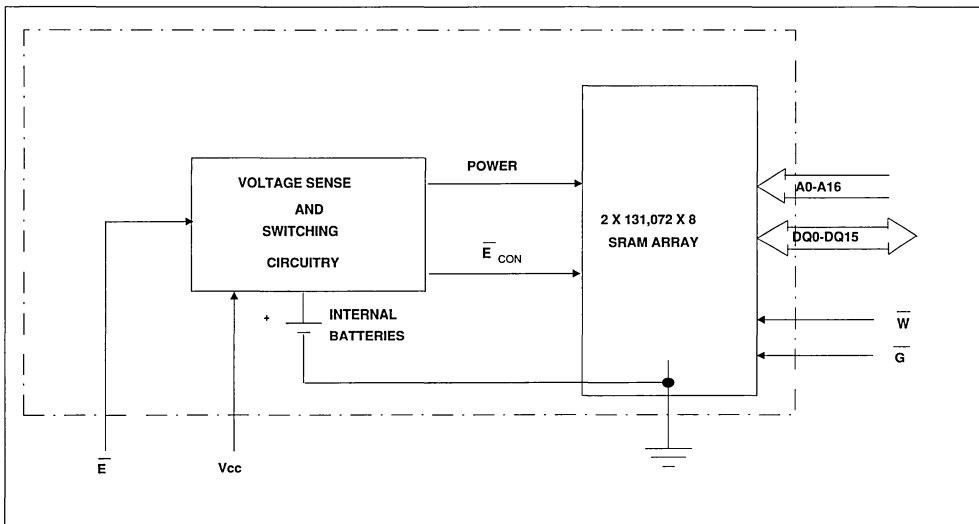 VOLTAGE SENSE
AND
SWITCHING
CIRCUITRY
POWER
E̅ CON
+
INTERNAL
BATTERIES
2 X 131,072 X 8
SRAM ARRAY
A0-A16
DQ0-DQ15
W̅
G̅
E̅
Vcc